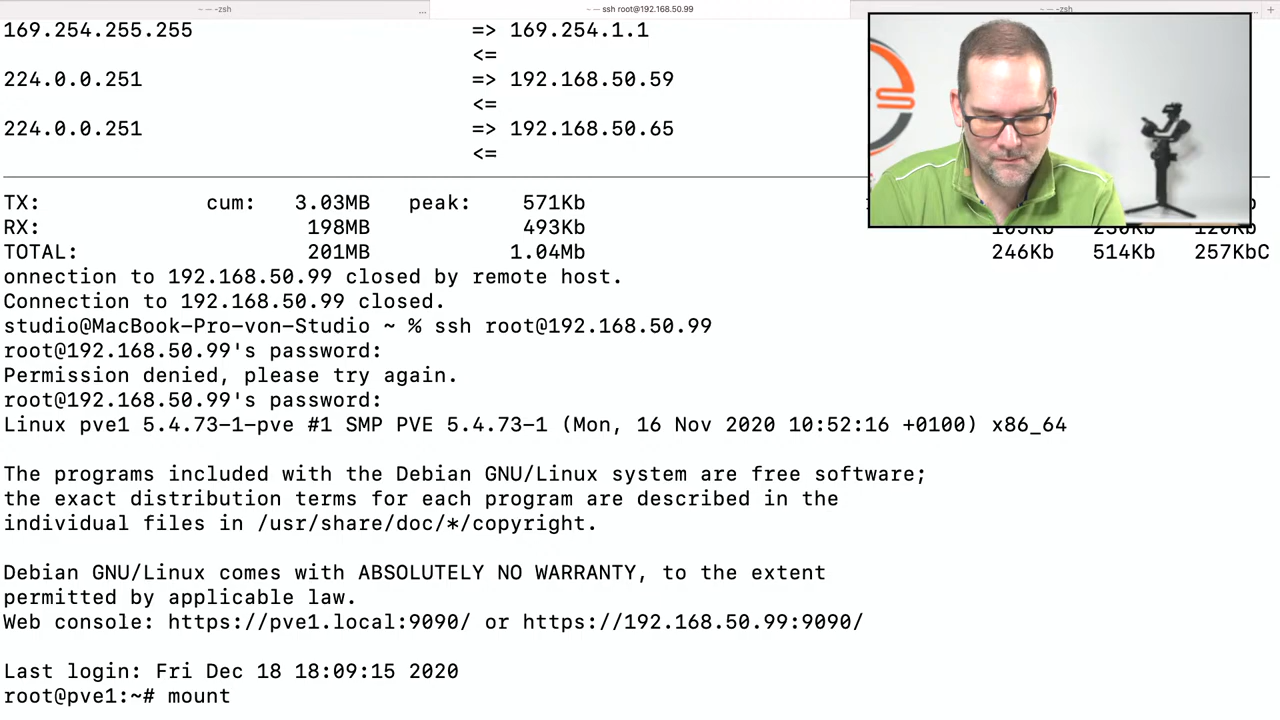 ~ — -zsh
...
~ — ssh root@192.168.50.99
~ — -zsh
+
169.254.255.255 => 169.254.1.1
<=
224.0.0.251 => 192.168.50.59
<=
224.0.0.251 => 192.168.50.65
<=
TX: cum: 3.03MB peak: 571Kb
RX: 198MB 493Kb
TOTAL: 201MB 1.04Mb 246Kb 514Kb 257KbC
onnection to 192.168.50.99 closed by remote host.
Connection to 192.168.50.99 closed.
studio@MacBook-Pro-von-Studio ~ % ssh root@192.168.50.99
root@192.168.50.99's password:
Permission denied, please try again.
root@192.168.50.99's password:
Linux pve1 5.4.73-1-pve #1 SMP PVE 5.4.73-1 (Mon, 16 Nov 2020 10:52:16 +0100) x86_64
The programs included with the Debian GNU/Linux system are free software;
the exact distribution terms for each program are described in the
individual files in /usr/share/doc/*/copyright.
Debian GNU/Linux comes with ABSOLUTELY NO WARRANTY, to the extent
permitted by applicable law.
Web console: https://pve1.local:9090/ or https://192.168.50.99:9090/
Last login: Fri Dec 18 18:09:15 2020
root@pve1:~# mount